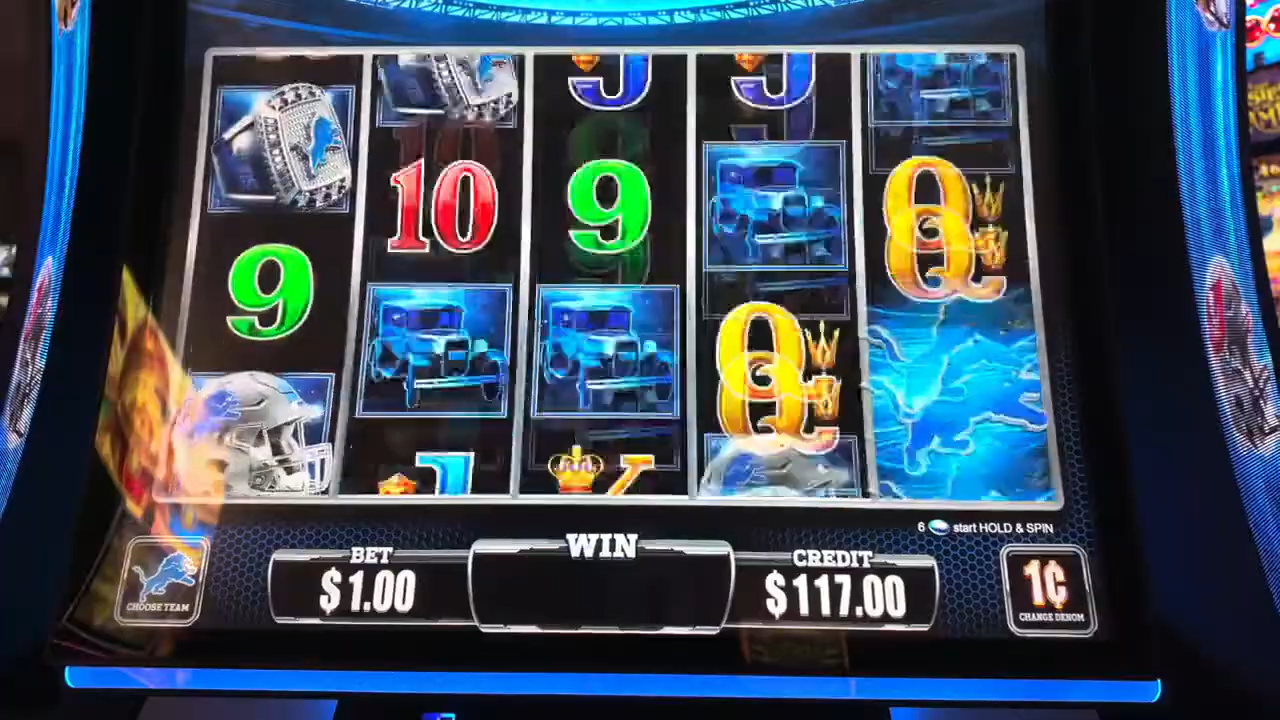 J
J
10
9
Q
Q
9
Q
Q
J
K
6 start HOLD & SPIN
CHOOSE TEAM
BET
$1.00
WIN
CREDIT
$117.00
1¢
CHANGE DENOM